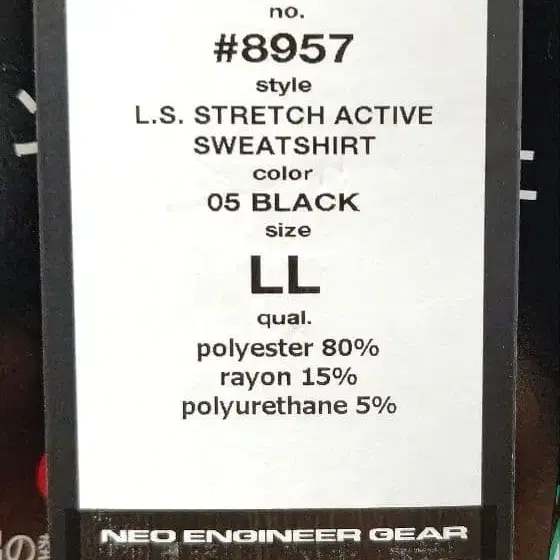 no.
#8957
style
L.S. STRETCH ACTIVE
SWEATSHIRT
color
05 BLACK
size
LL
qual.
polyester 80%
rayon 15%
polyurethane 5%
NEO ENGINEER GEAR
の